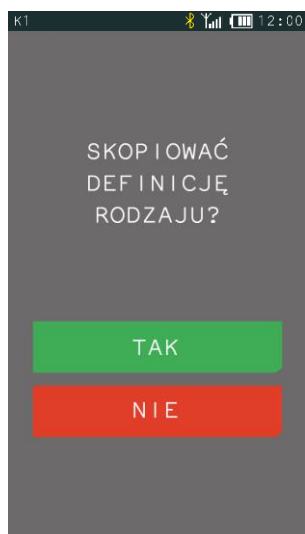 K1 12:00
SKOPIOWAĆ
DEFINICJĘ
RODZAJU?
TAK
NIE